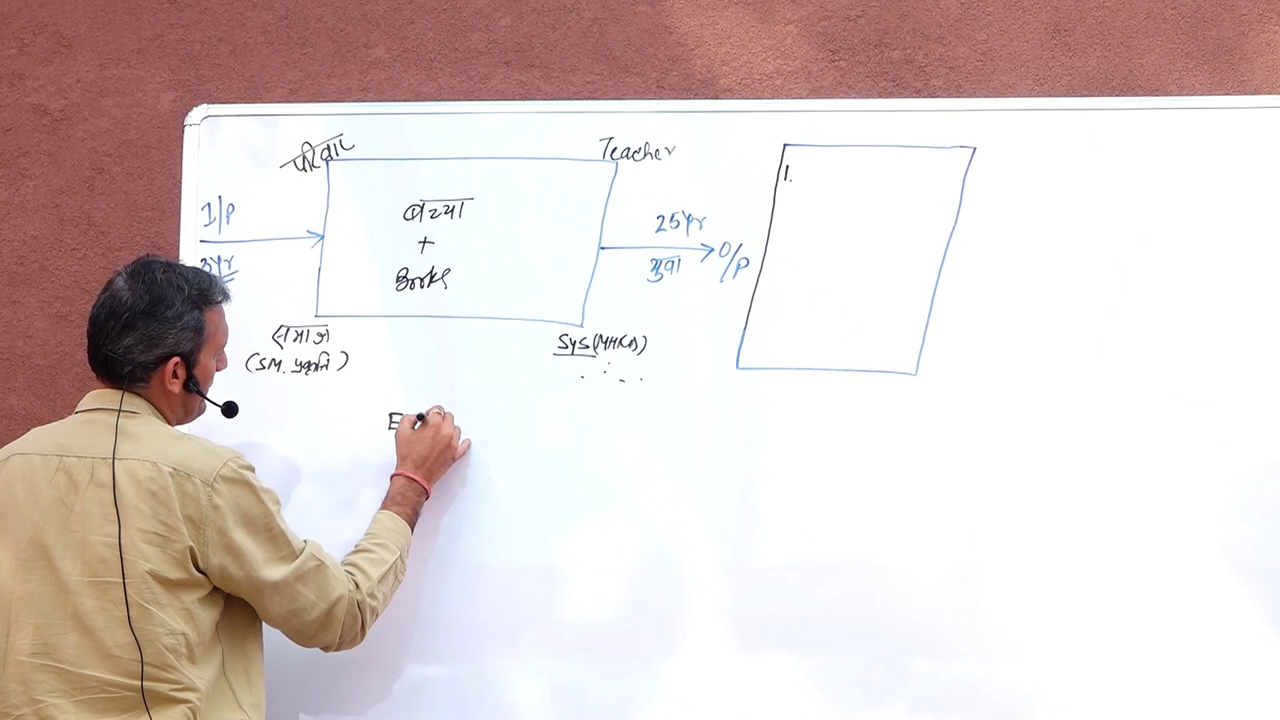 परिवार
Teacher
I/P
3yr
बच्चा
+
Books
25yr
युवा
O/P
1.
समाज
(SM. प्रकृति)
Sys (MHRD)
E